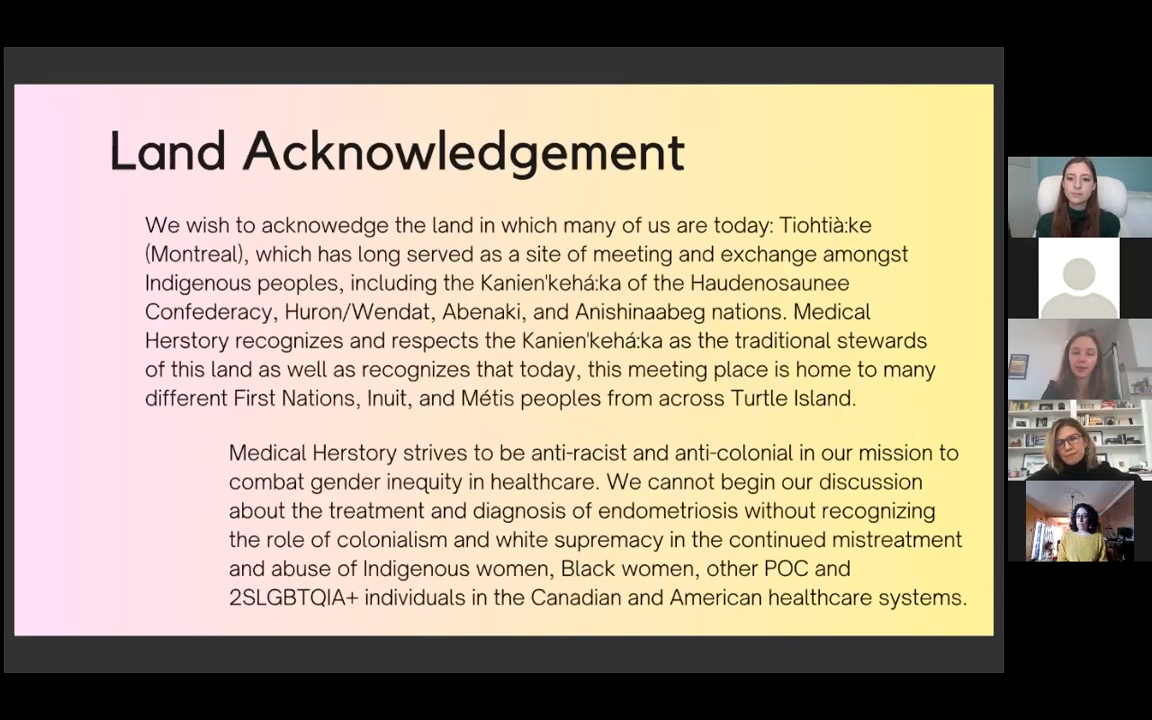 Land Acknowledgement
We wish to acknowedge the land in which many of us are today: Tiohtià:ke
(Montreal), which has long served as a site of meeting and exchange amongst
Indigenous peoples, including the Kanien'kehá:ka of the Haudenosaunee
Confederacy, Huron/Wendat, Abenaki, and Anishinaabeg nations. Medical
Herstory recognizes and respects the Kanien'kehá:ka as the traditional stewards
of this land as well as recognizes that today, this meeting place is home to many
different First Nations, Inuit, and Métis peoples from across Turtle Island.
Medical Herstory strives to be anti-racist and anti-colonial in our mission to
combat gender inequity in healthcare. We cannot begin our discussion
about the treatment and diagnosis of endometriosis without recognizing
the role of colonialism and white supremacy in the continued mistreatment
and abuse of Indigenous women, Black women, other POC and
2SLGBTQIA+ individuals in the Canadian and American healthcare systems.